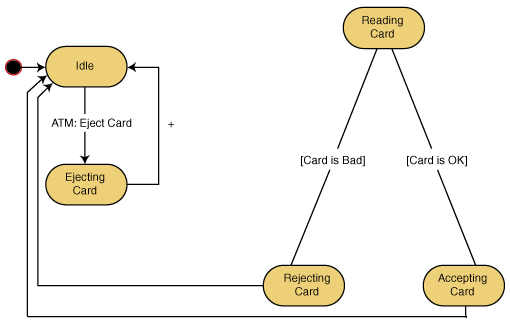 Reading
Card
Idle
ATM: Eject Card
+
Ejecting
Card
[Card is Bad]
[Card is OK]
Rejecting
Card
Accepting
Card